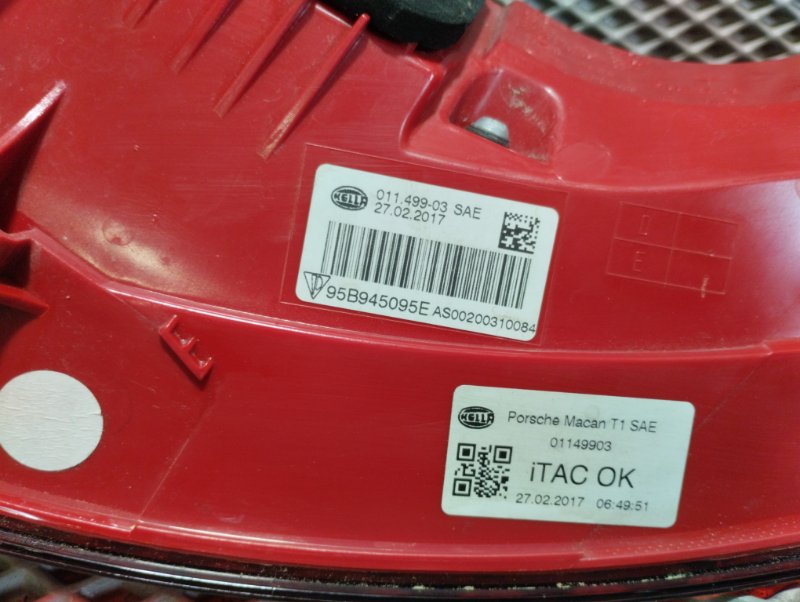 HELLA
011.499-03 SAE
27.02.2017
95B945095E AS00200310084
D
E
E
HELLA
Porsche Macan T1 SAE
01149903
iTAC OK
27.02.2017 06:49:51